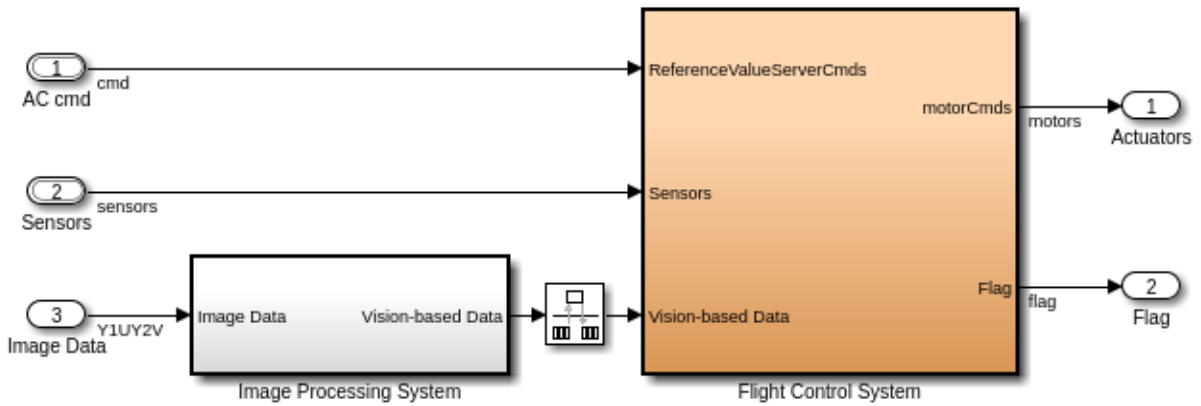 1
AC cmd
cmd
ReferenceValueServerCmds
motorCmds
motors
1
Actuators
2
Sensors
sensors
Sensors
3
Image Data
Y1UY2V
Image Data
Vision-based Data
Vision-based Data
Flag
flag
2
Flag
Image Processing System
Flight Control System